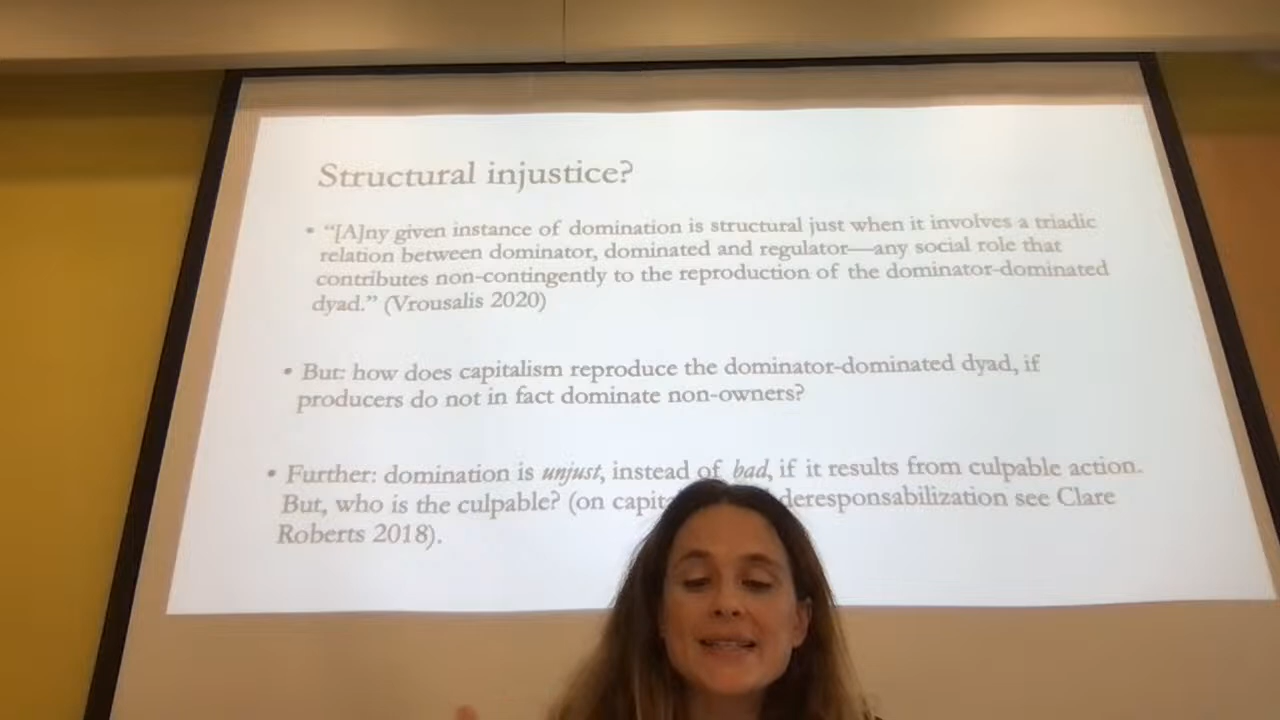 Structural injustice?
• “[A]ny given instance of domination is structural just when it involves a triadic
relation between dominator, dominated and regulator—any social role that
contributes non-contingently to the reproduction of the dominator-dominated
dyad.” (Vrousalis 2020)
• But: how does capitalism reproduce the dominator-dominated dyad, if
producers do not in fact dominate non-owners?
• Further: domination is unjust, instead of bad, if it results from culpable action.
But, who is the culpable? (on deresponsabilization see Clare
Roberts 2018).